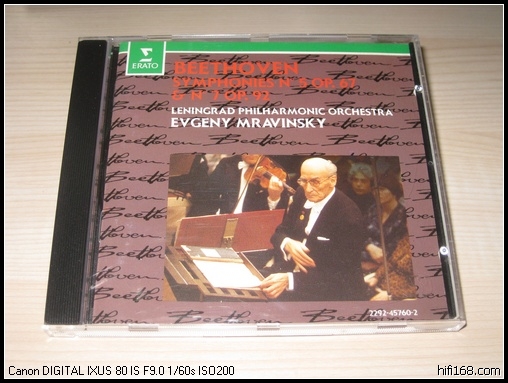 ERATO
BEETHOVEN
SYMPHONIES N° 5 OP. 67
& N° 7 OP. 92
LENINGRAD PHILHARMONIC ORCHESTRA
EVGENY MRAVINSKY
Beethoven
2292-45760-2
Canon DIGITAL IXUS 80 IS F9.0 1/60s ISO200
hifi168.com